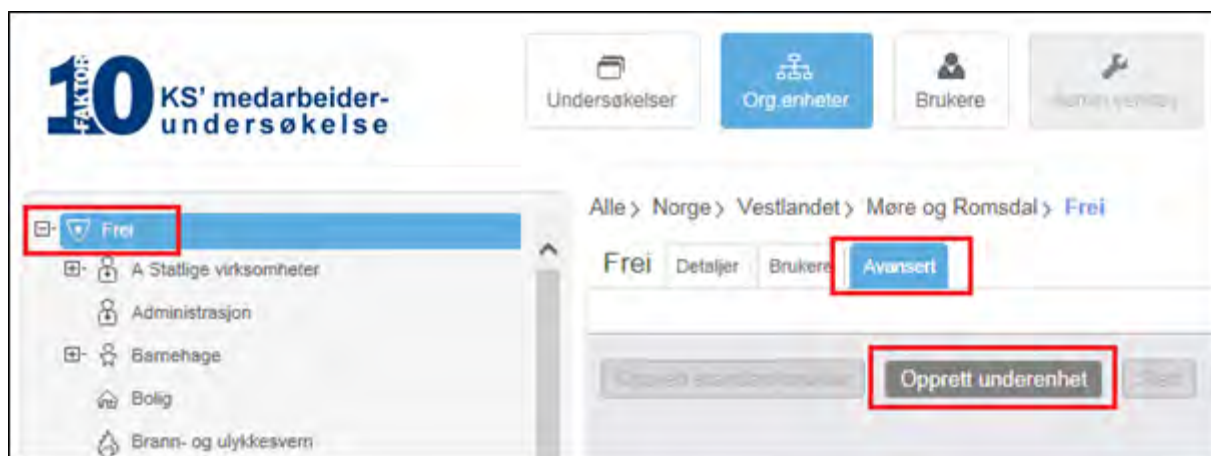 10 FAKTOR
KS' medarbeider-
undersøkelse
Undersøkelser
Org.enheter
Brukere
Frei
A Statlige virksomheter
Administrasjon
Barnehage
Bolig
Brann- og ulykkesvern
Alle > Norge > Vestlandet > Møre og Romsdal > Frei
Frei Detaljer Brukere Avansert
Opprett underenhet